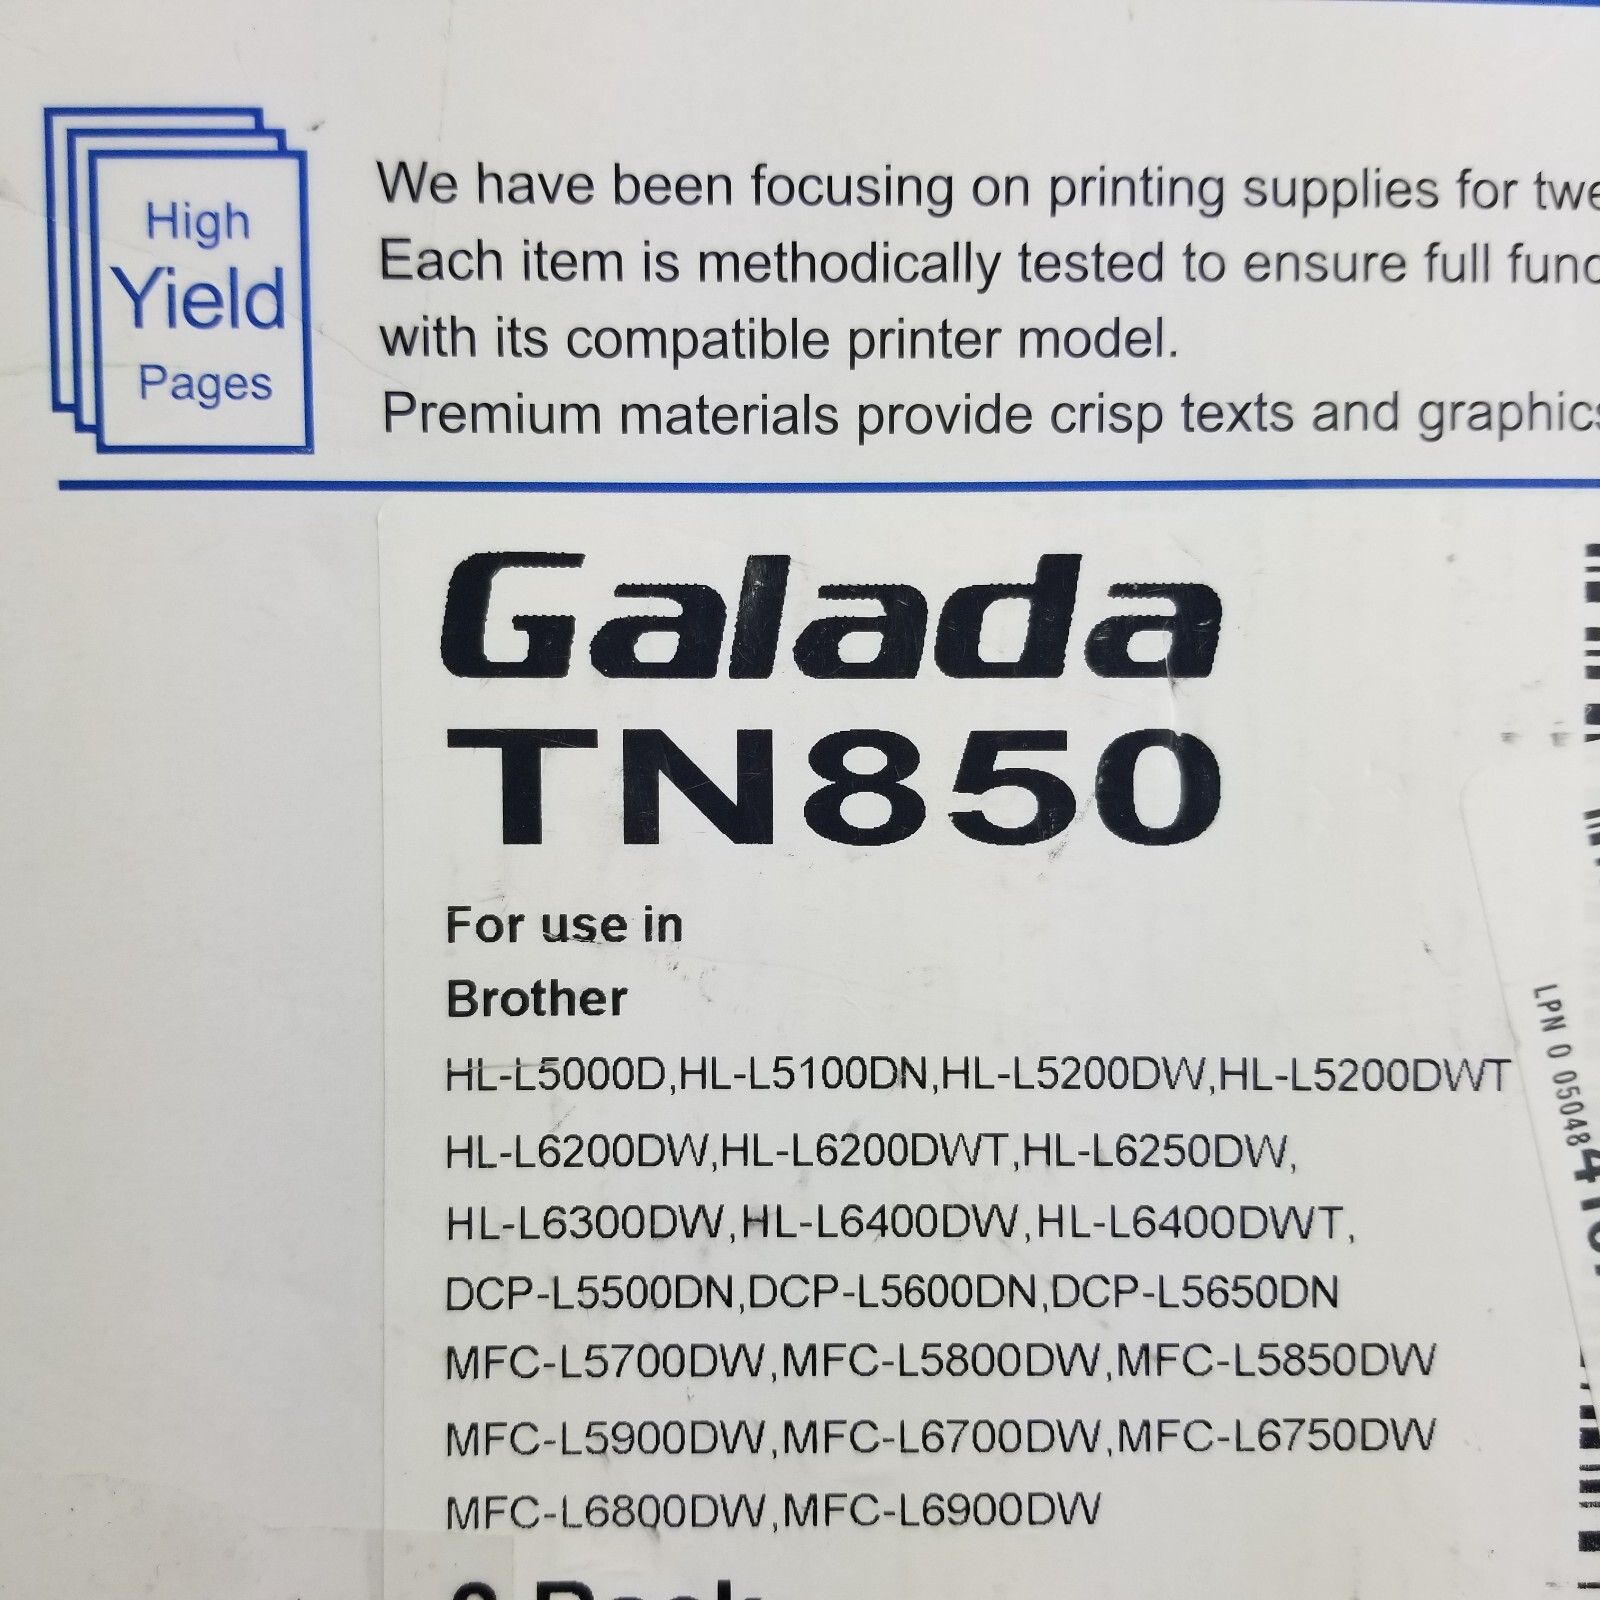 High
Yield
Pages
We have been focusing on printing supplies for
Each item is methodically tested to ensure full
with its compatible printer model.
Premium materials provide crisp texts and graphics
Galada
TN850
For use in
Brother
HL-L5000D,HL-L5100DN,HL-L5200DW,HL-L5200DWT
HL-L6200DW,HL-L6200DWT,HL-L6250DW,
HL-L6300DW,HL-L6400DW,HL-L6400DWT,
DCP-L5500DN,DCP-L5600DN,DCP-L5650DN
MFC-L5700DW,MFC-L5800DW,MFC-L5850DW
MFC-L5900DW,MFC-L6700DW,MFC-L6750DW
MFC-L6800DW,MFC-L6900DW
Pack
LPN 0 05048